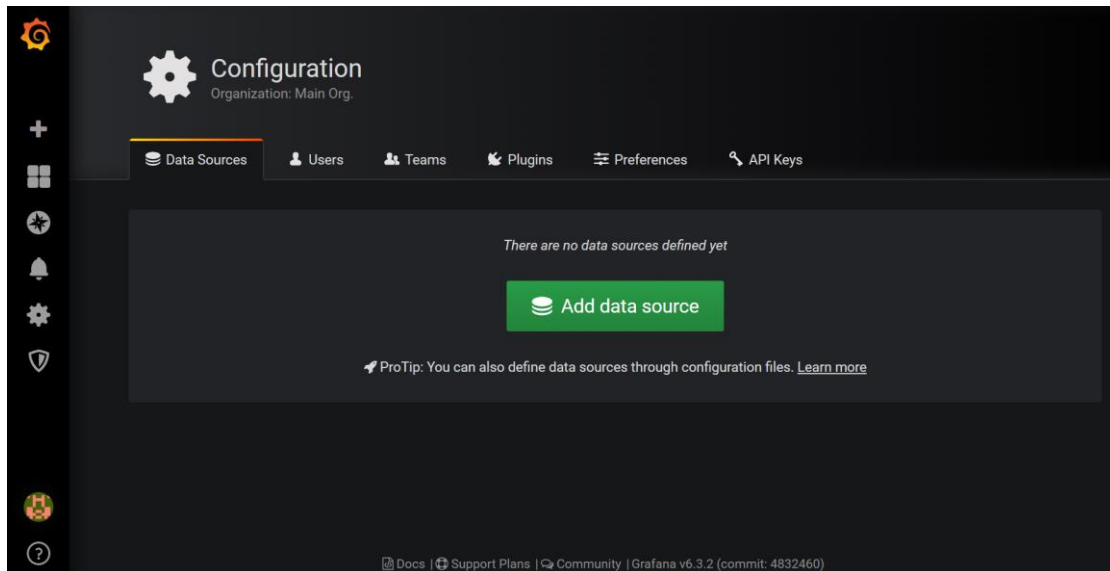 Configuration
Organization: Main Org.
Data Sources Users Teams Plugins Preferences API Keys
There are no data sources defined yet
Add data source
ProTip: You can also define data sources through configuration files. Learn more
Docs | Support Plans | Community | Grafana v6.3.2 (commit: 4832460)